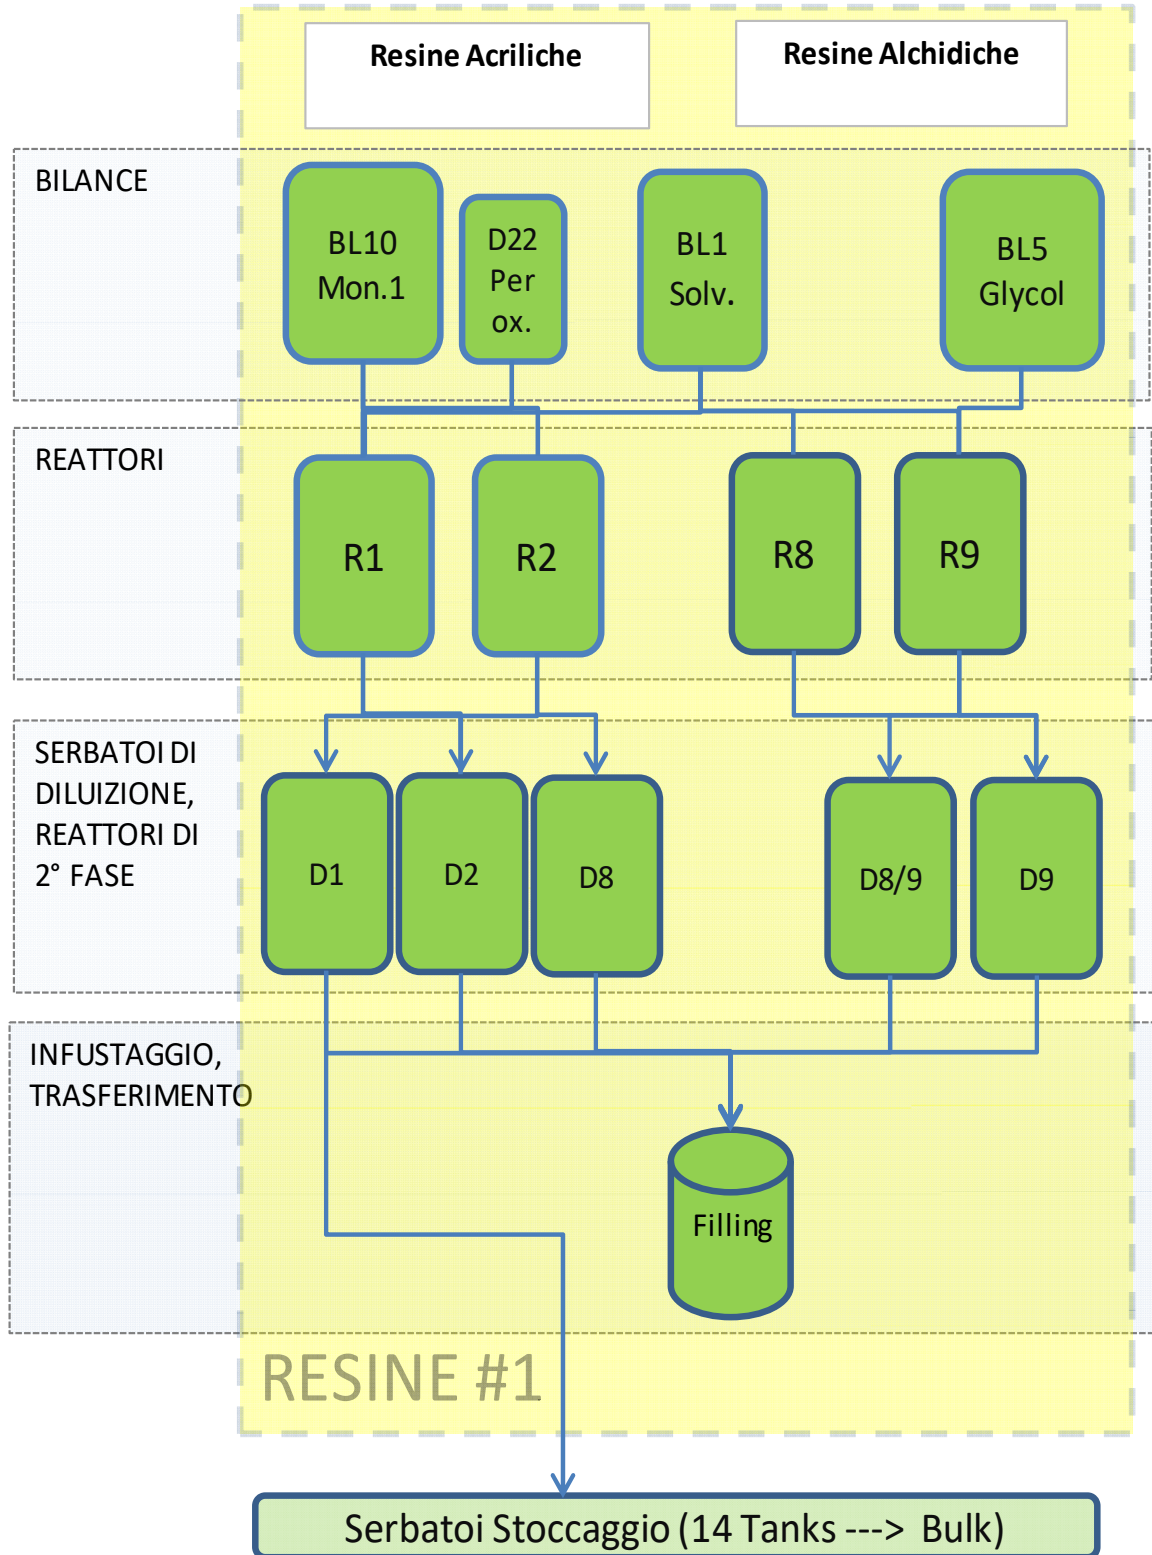 Resine Acriliche
Resine Alchidiche
BILANCE
BL10
Mon.1
D22
Per
ox.
BL1
Solv.
BL5
Glycol
REATTORI
R1
R2
R8
R9
SERBATOI DI
DILUIZIONE,
REATTORI DI
2° FASE
D1
D2
D8
D8/9
D9
INFUSTAGGIO,
TRASFERIMENTO
Filling
RESINE #1
Serbatoi Stoccaggio (14 Tanks ---> Bulk)